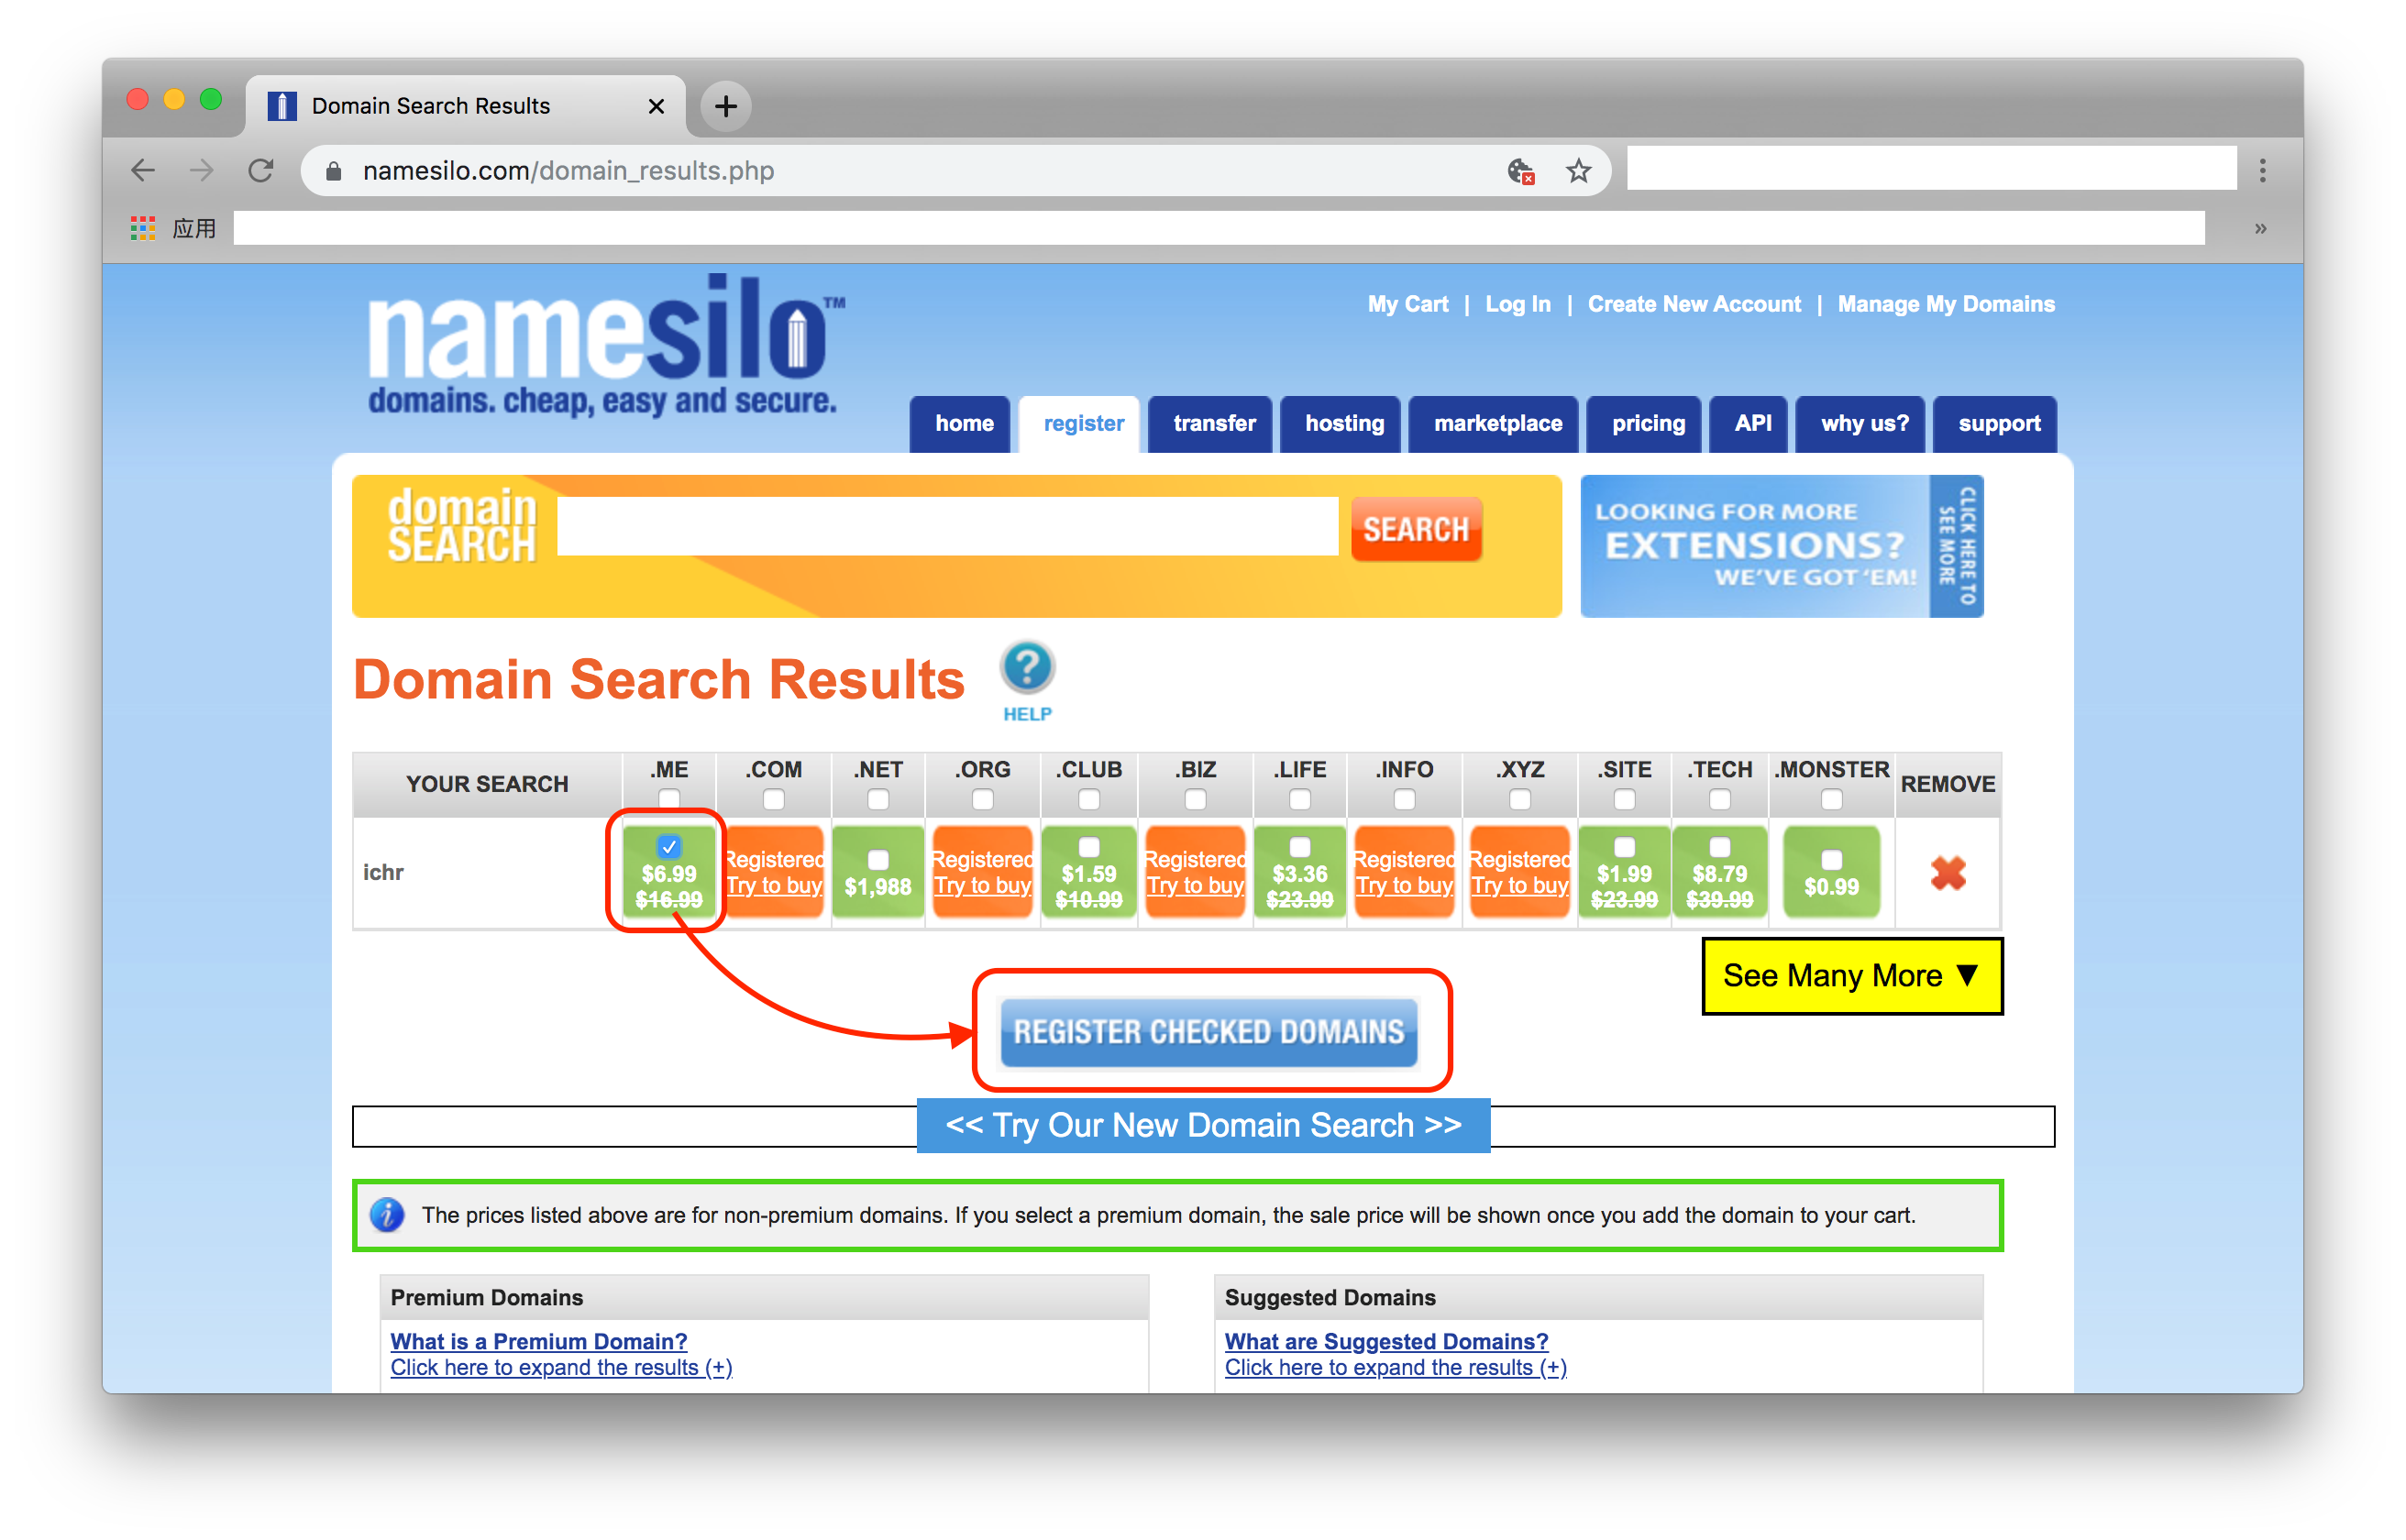 Domain Search Results
namesilo.com/domain_results.php
应用
»
namesilo™
domains. cheap, easy and secure.
My Cart | Log In | Create New Account | Manage My Domains
home register transfer hosting marketplace pricing API why us? support
domain
SEARCH
SEARCH
LOOKING FOR MORE
EXTENSIONS?
WE'VE GOT 'EM!
CLICK HERE TO
SEE MORE
Domain Search Results
?
HELP
YOUR SEARCH .ME .COM .NET .ORG .CLUB .BIZ .LIFE .INFO .XYZ .SITE .TECH .MONSTER REMOVE
ichr
$6.99
$16.99
Registered
Try to buy
$1,988
Registered
Try to buy
$1.59
$10.99
Registered
Try to buy
$3.36
$23.99
Registered
Try to buy
Registered
Try to buy
$1.99
$23.99
$8.79
$39.99
$0.99
See Many More ▼
REGISTER CHECKED DOMAINS
<< Try Our New Domain Search >>
i
The prices listed above are for non-premium domains. If you select a premium domain, the sale price will be shown once you add the domain to your cart.
Premium Domains
What is a Premium Domain?
Click here to expand the results (+)
Suggested Domains
What are Suggested Domains?
Click here to expand the results (+)